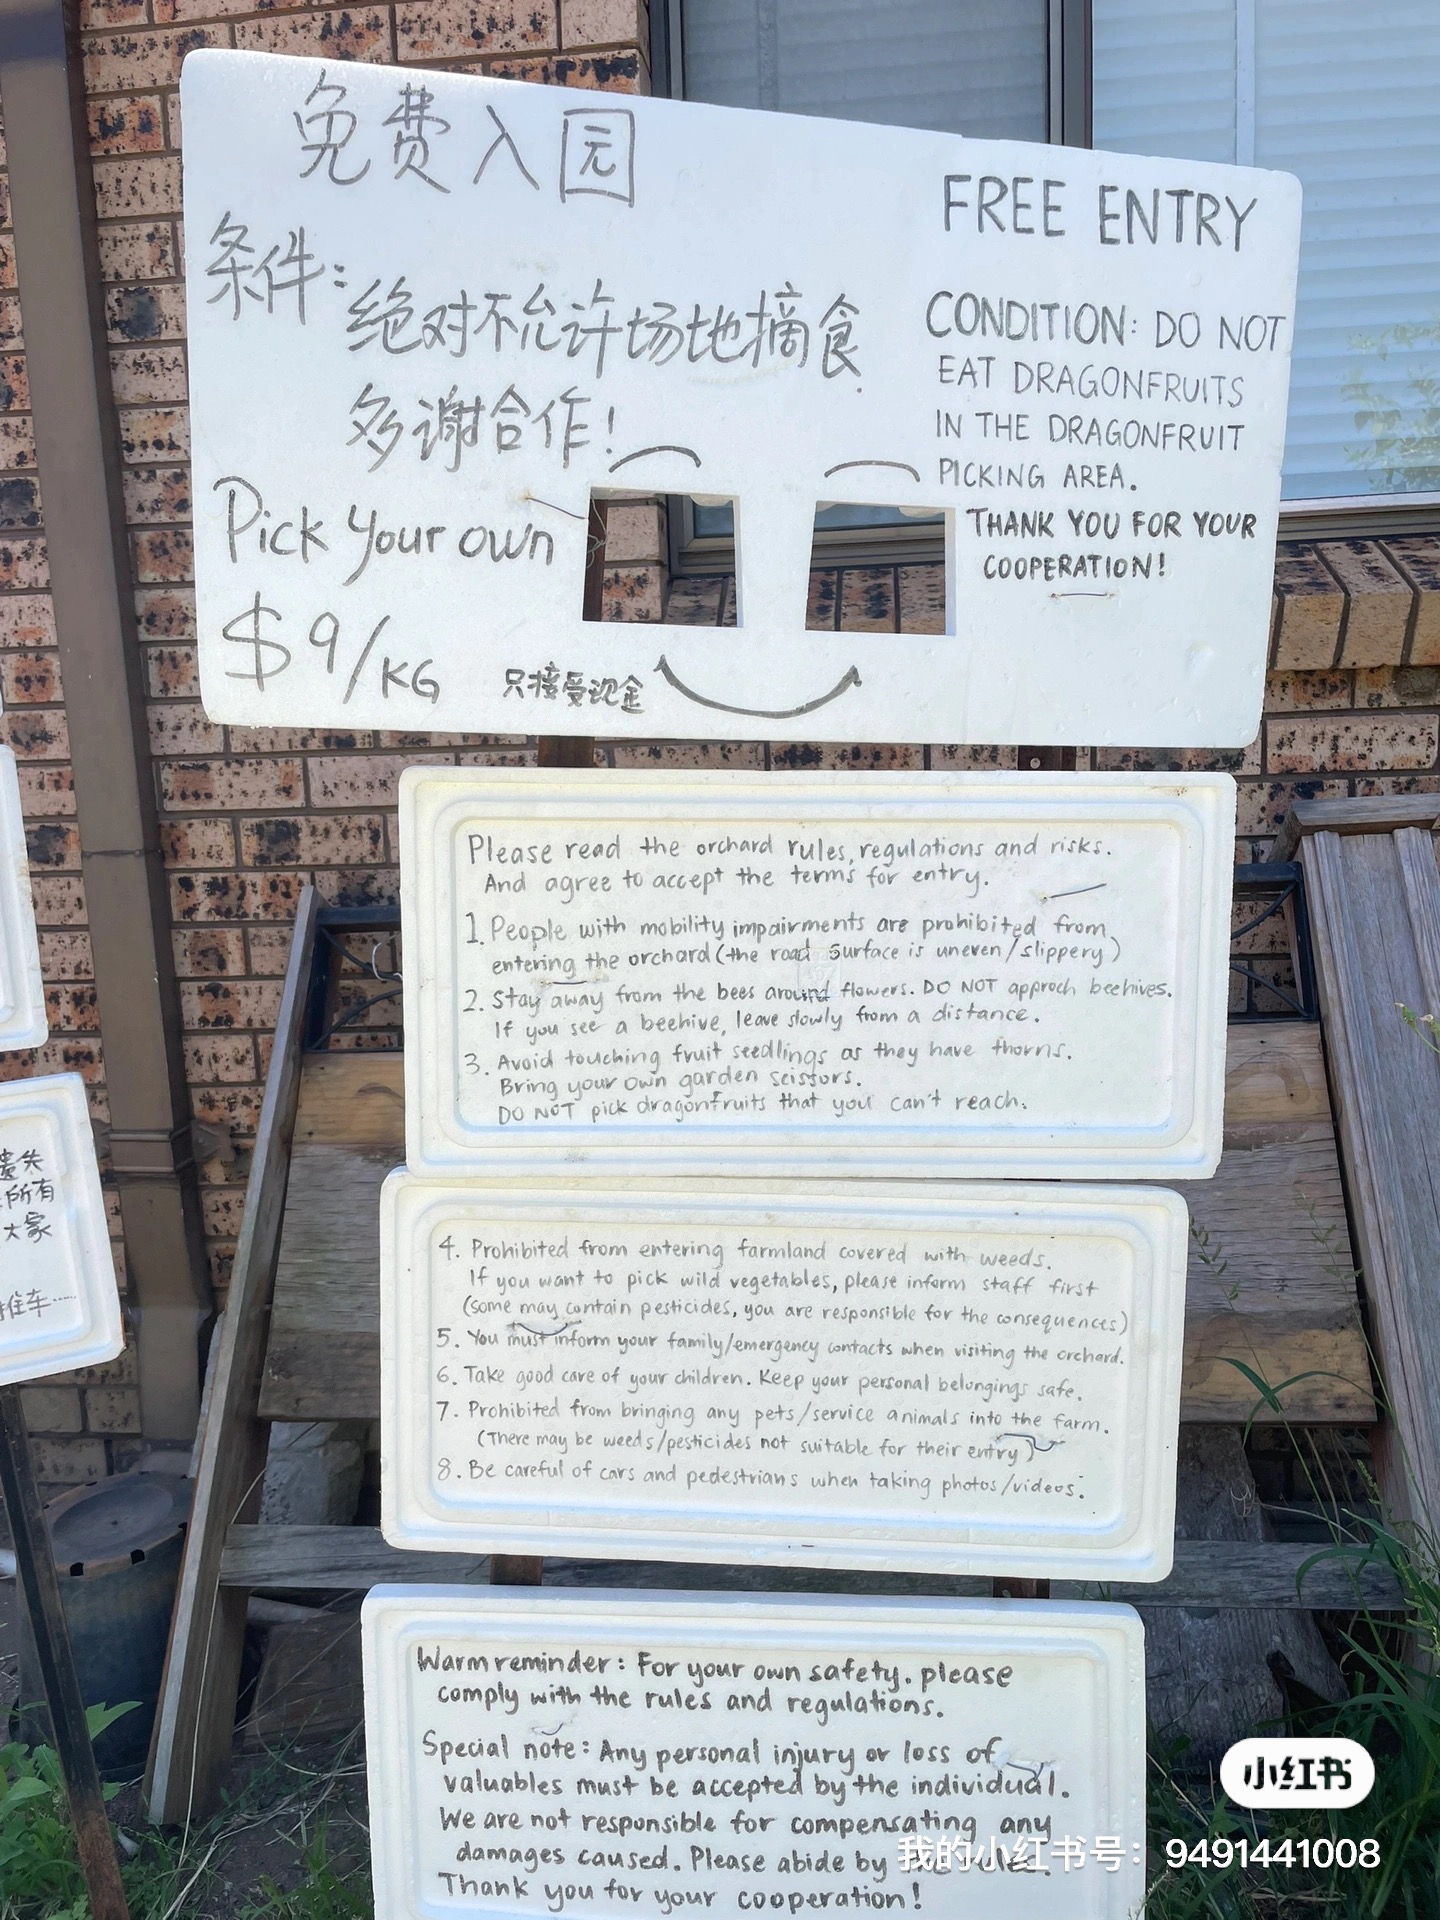 免费入园
条件:
绝对不允许场地摘食
多谢合作!
Pick Your own
$9/KG
只接受现金
FREE ENTRY
CONDITION: DO NOT
EAT DRAGONFRUITS
IN THE DRAGONFRUIT
PICKING AREA.
THANK YOU FOR YOUR
COOPERATION!
Please read the orchard rules, regulations and risks.
And agree to accept the terms for entry.
1. People with mobility impairments are prohibited from
entering the orchard (the road surface is uneven/slippery)
2. Stay away from the bees around flowers. DO NOT approch beehives.
If you see a beehive, leave slowly from a distance.
3. Avoid touching fruit seedlings as they have thorns.
Bring your own garden scissors.
DO NOT pick dragonfruits that you can't reach.
4. Prohibited from entering farmland covered with weeds.
If you want to pick wild vegetables, please inform staff first
(some may contain pesticides, you are responsible for the consequences)
5. You must inform your family/emergency contacts when visiting the orchard.
6. Take good care of your children. Keep your personal belongings safe.
7. Prohibited from bringing any pets/service animals into the farm.
(There may be weeds/pesticides not suitable for their entry)
8. Be careful of cars and pedestrians when taking photos/videos.
Warm reminder: For your own safety. please
comply with the rules and regulations.
Special note: Any personal injury or loss of
valuables must be accepted by the individual.
We are not responsible for compensating any
damages caused. Please abide by
Thank you for your cooperation!
遗失
所有
大家
推车......
小红书
我的小红书号：9491441008